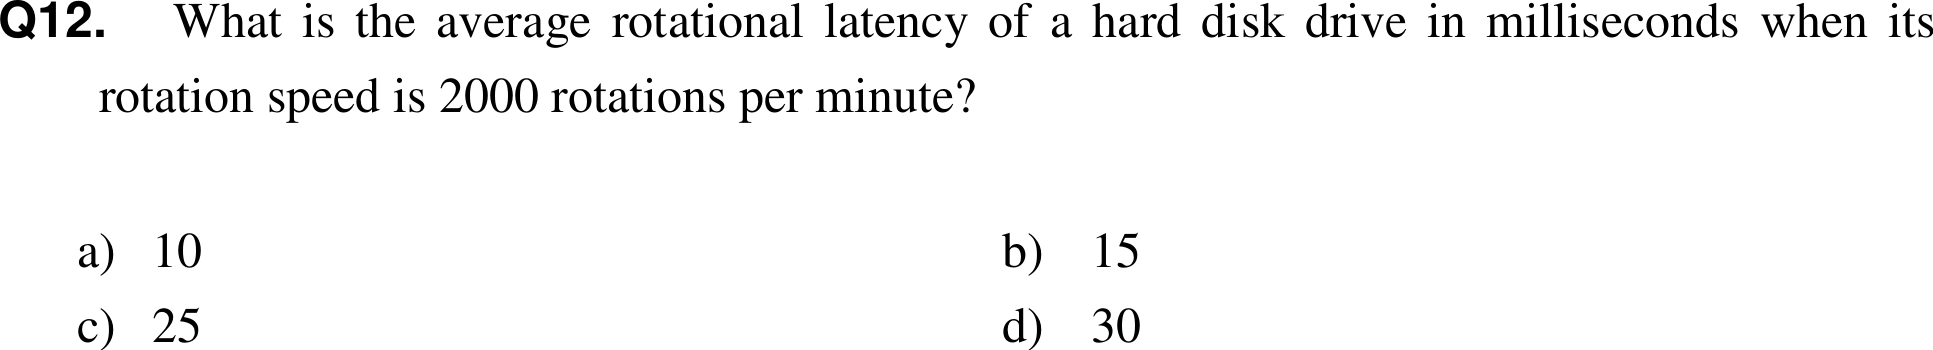 Q12. What is the average rotational latency of a hard disk drive in milliseconds when its
rotation speed is 2000 rotations per minute?
a) 10 b) 15
c) 25 d) 30